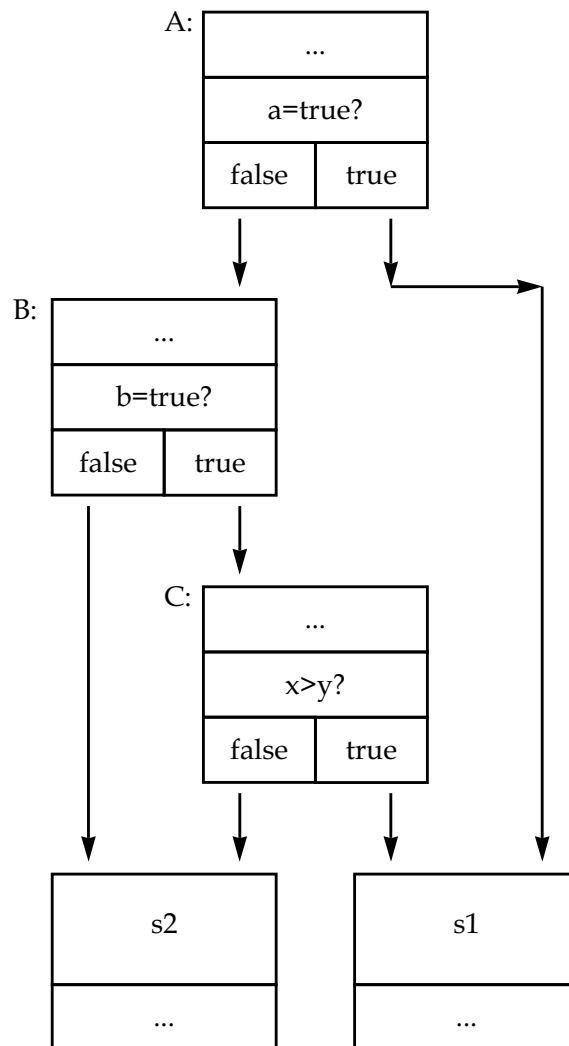 A:
...
a=true?
false true
B:
...
b=true?
false true
C:
...
x>y?
false true
s2 s1
... ...